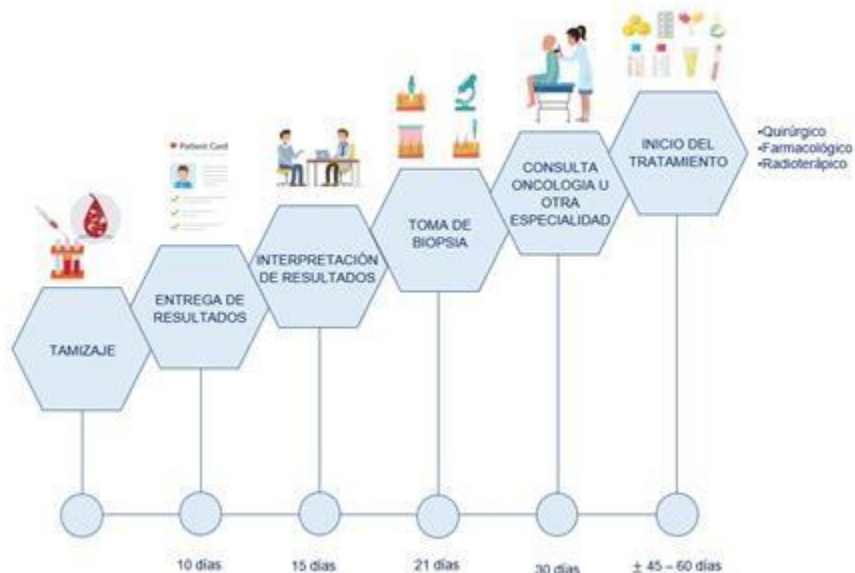 Patient Card
TAMIZAJE
ENTREGA DE
RESULTADOS
INTERPRETACIÓN
DE RESULTADOS
TOMA DE
BIOPSIA
CONSULTA
ONCOLOGIA U
OTRA
ESPECIALIDAD
INICIO DEL
TRATAMIENTO
•Quirúrgico
•Farmacológico
•Radioterápico
10 días
15 días
21 días
30 días
± 45 – 60 días